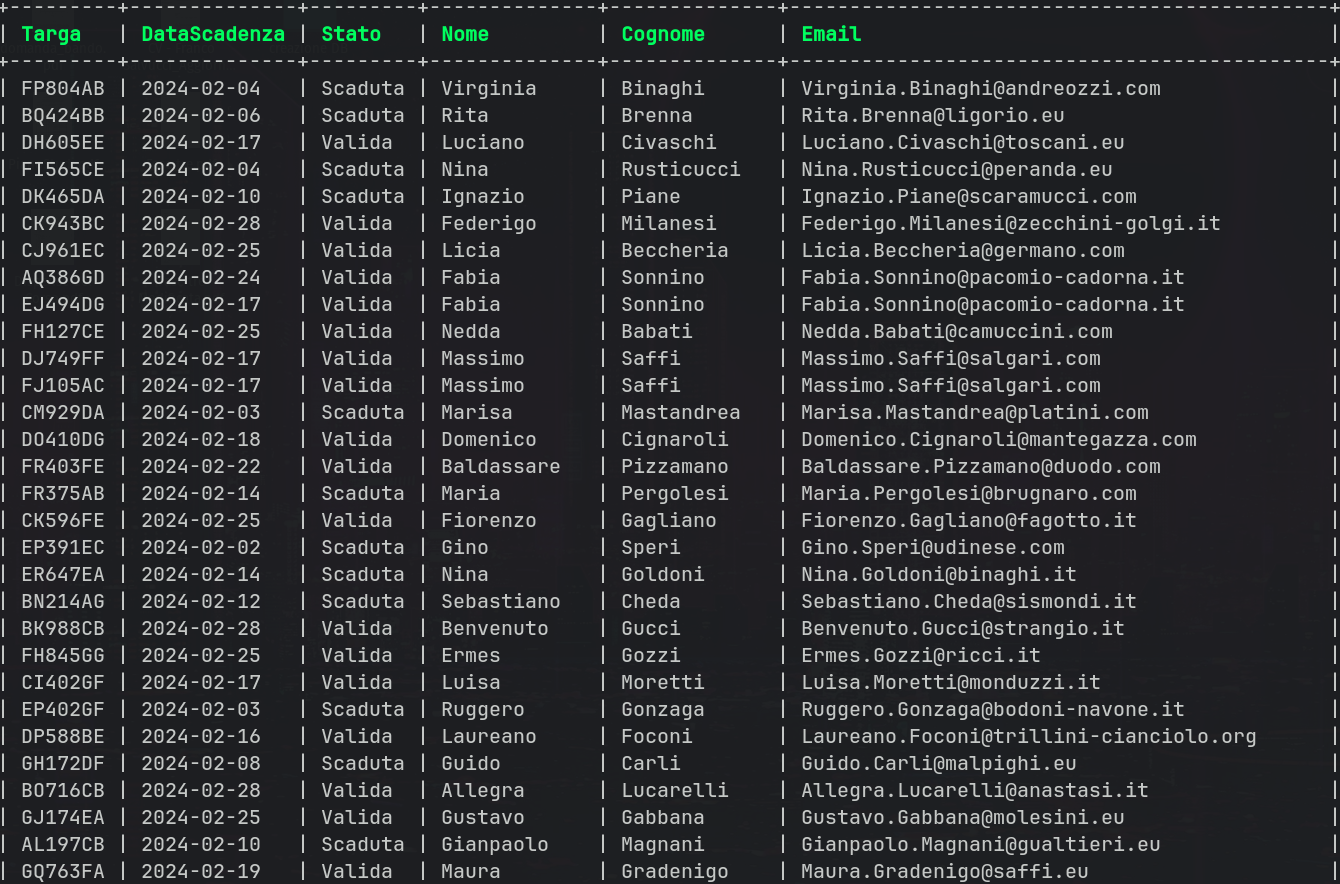 | Targa | DataScadenza | Stato | Nome | Cognome | Email |
| FP804AB | 2024-02-04 | Scaduta | Virginia | Binaghi | Virginia.Binaghi@andreozzi.com |
| BQ424BB | 2024-02-06 | Scaduta | Rita | Brenna | Rita.Brenna@ligorio.eu |
| DH605EE | 2024-02-17 | Valida | Luciano | Civaschi | Luciano.Civaschi@toscani.eu |
| FI565CE | 2024-02-04 | Scaduta | Nina | Rusticucci | Nina.Rusticucci@peranda.eu |
| DK465DA | 2024-02-10 | Scaduta | Ignazio | Piane | Ignazio.Piane@scaramucci.com |
| CK943BC | 2024-02-28 | Valida | Federigo | Milanesi | Federigo.Milanesi@zecchini-golgi.it |
| CJ961EC | 2024-02-25 | Valida | Licia | Beccheria | Licia.Beccheria@germano.com |
| AQ386GD | 2024-02-24 | Valida | Fabia | Sonnino | Fabia.Sonnino@pacomio-cadorna.it |
| EJ494DG | 2024-02-17 | Valida | Fabia | Sonnino | Fabia.Sonnino@pacomio-cadorna.it |
| FH127CE | 2024-02-25 | Valida | Nedda | Babati | Nedda.Babati@camuccini.com |
| DJ749FF | 2024-02-17 | Valida | Massimo | Saffi | Massimo.Saffi@salgari.com |
| FJ105AC | 2024-02-17 | Valida | Massimo | Saffi | Massimo.Saffi@salgari.com |
| CM929DA | 2024-02-03 | Scaduta | Marisa | Mastandrea | Marisa.Mastandrea@platini.com |
| DO410DG | 2024-02-18 | Valida | Domenico | Cignaroli | Domenico.Cignaroli@mantegazza.com |
| FR403FE | 2024-02-22 | Valida | Baldassare | Pizzamano | Baldassare.Pizzamano@duodo.com |
| FR375AB | 2024-02-14 | Scaduta | Maria | Pergolesi | Maria.Pergolesi@brugnaro.com |
| CK596FE | 2024-02-25 | Valida | Fiorenzo | Gagliano | Fiorenzo.Gagliano@fagotto.it |
| EP391EC | 2024-02-02 | Scaduta | Gino | Speri | Gino.Speri@udinese.com |
| ER647EA | 2024-02-14 | Scaduta | Nina | Goldoni | Nina.Goldoni@binaghi.it |
| BN214AG | 2024-02-12 | Scaduta | Sebastiano | Cheda | Sebastiano.Cheda@sismondi.it |
| BK988CB | 2024-02-28 | Valida | Benvenuto | Gucci | Benvenuto.Gucci@strangio.it |
| FH845GG | 2024-02-25 | Valida | Ermes | Gozzi | Ermes.Gozzi@ricci.it |
| CI402GF | 2024-02-17 | Valida | Luisa | Moretti | Luisa.Moretti@monduzzi.it |
| EP402GF | 2024-02-03 | Scaduta | Ruggero | Gonzaga | Ruggero.Gonzaga@bodoni-navone.it |
| DP588BE | 2024-02-16 | Valida | Laureano | Foconi | Laureano.Foconi@trillini-cianciolo.org |
| GH172DF | 2024-02-08 | Scaduta | Guido | Carli | Guido.Carli@malpighi.eu |
| BO716CB | 2024-02-28 | Valida | Allegra | Lucarelli | Allegra.Lucarelli@anastasi.it |
| GJ174EA | 2024-02-25 | Valida | Gustavo | Gabbana | Gustavo.Gabbana@molesini.eu |
| AL197CB | 2024-02-10 | Scaduta | Gianpaolo | Magnani | Gianpaolo.Magnani@gualtieri.eu |
| GQ763FA | 2024-02-19 | Valida | Maura | Gradenigo | Maura.Gradenigo@saffi.eu |